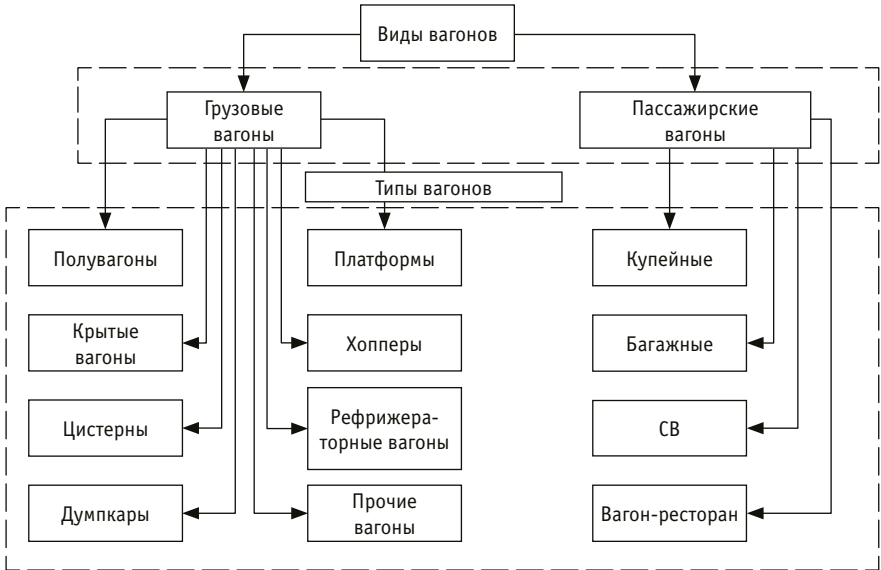 Виды вагонов
Грузовые
вагоны
Пассажирские
вагоны
Типы вагонов
Полувагоны
Платформы
Купейные
Крытые
вагоны
Хопперы
Багажные
Цистерны
Рефрижера-
торные вагоны
СВ
Думпкары
Прочие
вагоны
Вагон-ресторан